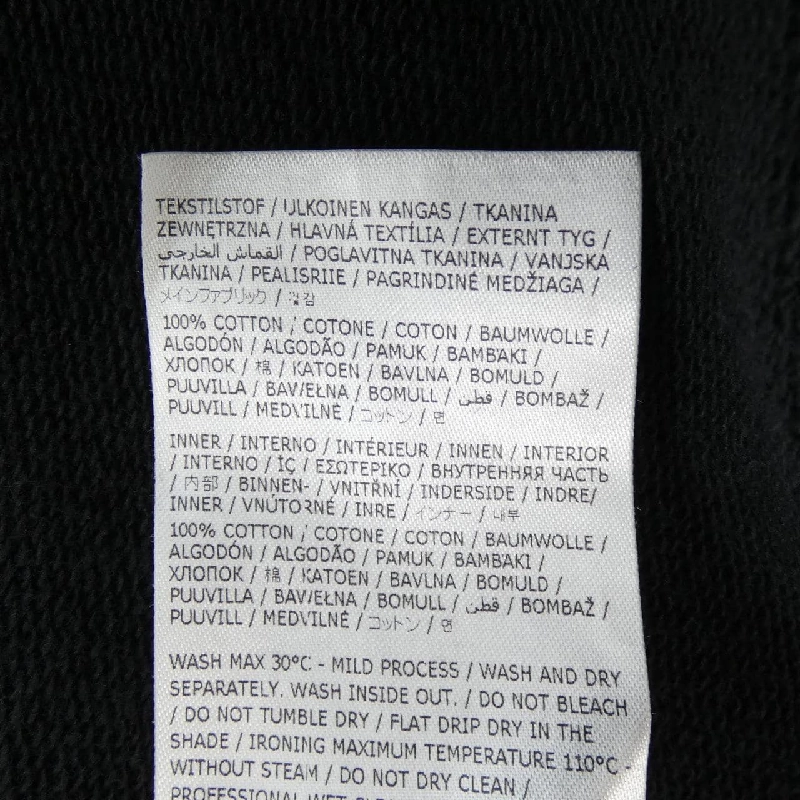 TEKSTILSTOF / ULKOINEN KANGAS / TKANINA
ZEWNĘTRZNA / HLAVNÁ TEXTÍLIA / EXTERNT TYG /
القماش الخارجي / POGLAVITNA TKANINA / VANJSKA
TKANINA / PEALISRIIE / PAGRINDINĖ MEDŽIAGA /
メインファブリック / 겉감
100% COTTON / COTONE / COTON / BAUMWOLLE /
ALGODÓN / ALGODÃO / PAMUK / BAMBAKI /
ХЛОПОК / 棉 / KATOEN / BAVLNA / BOMULD /
PUUVILLA / BAWEŁNA / BOMULL / قطن / BOMBAŽ /
PUUVILL / MEDVILNĖ / コットン / 면
INNER / INTERNO / INTÉRIEUR / INNEN / INTERIOR
/ INTERNO / İÇ / ΕΣΩΤΕΡΙΚΟ / ВНУТРЕННЯЯ ЧАСТЬ
/ 内部 / BINNEN- / VNITŘNÍ / INDERSIDE / INDRE/
INNER / VNÚTORNÉ / INRE / インナー / 내부
100% COTTON / COTONE / COTON / BAUMWOLLE /
ALGODÓN / ALGODÃO / PAMUK / BAMBAKI /
ХЛОПОК / 棉 / KATOEN / BAVLNA / BOMULD /
PUUVILLA / BAWEŁNA / BOMULL / قطن / BOMBAŽ /
PUUVILL / MEDVILNĖ / コットン / 면
WASH MAX 30°C - MILD PROCESS / WASH AND DRY
SEPARATELY. WASH INSIDE OUT. / DO NOT BLEACH
/ DO NOT TUMBLE DRY / FLAT DRIP DRY IN THE
SHADE / IRONING MAXIMUM TEMPERATURE 110°C -
WITHOUT STEAM / DO NOT DRY CLEAN /
PROFESSIONAL WET